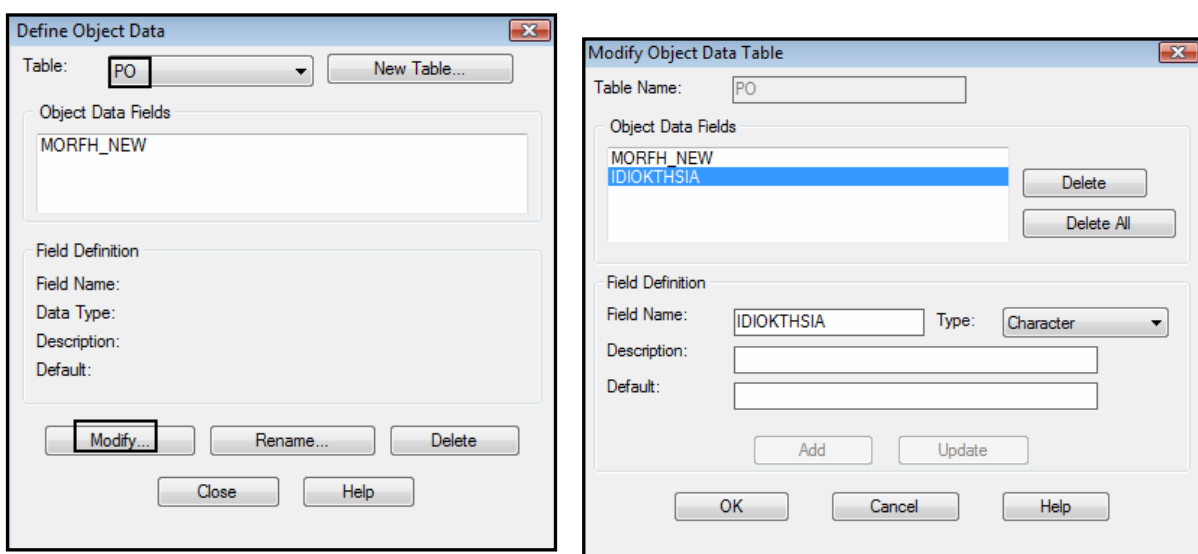 Define Object Data
Table: PO New Table...
Object Data Fields
MORFH_NEW
Field Definition
Field Name:
Data Type:
Description:
Default:
Modify... Rename... Delete
Close Help
Modify Object Data Table
Table Name: PO
Object Data Fields
MORFH_NEW
IDIOKTHSIA
Delete
Delete All
Field Definition
Field Name: IDIOKTHSIA Type: Character
Description:
Default:
Add Update
OK Cancel Help